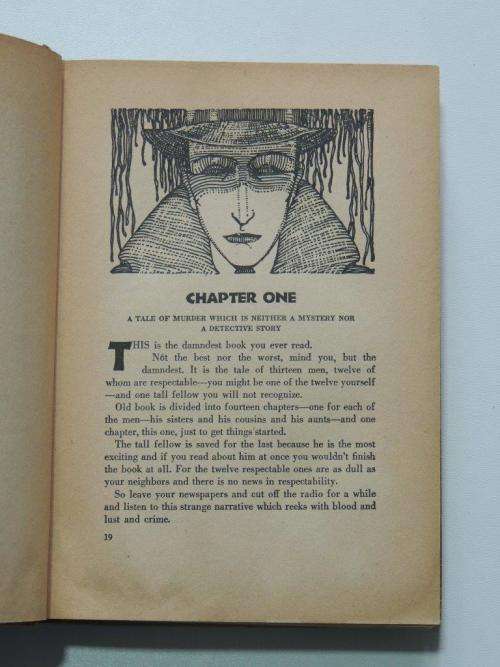 CHAPTER ONE
A TALE OF MURDER WHICH IS NEITHER A MYSTERY NOR
A DETECTIVE STORY
THIS is the damndest book you ever read.
Not the best nor the worst, mind you, but the
damndest. It is the tale of thirteen men, twelve of
whom are respectable—you might be one of the twelve yourself
—and one tall fellow you will not recognize.
Old book is divided into fourteen chapters—one for each of
the men—his sisters and his cousins and his aunts—and one
chapter, this one, just to get things started.
The tall fellow is saved for the last because he is the most
exciting and if you read about him at once you wouldn't finish
the book at all. For the twelve respectable ones are as dull as
your neighbors and there is no news in respectability.
So leave your newspapers and cut off the radio for a while
and listen to this strange narrative which reeks with blood and
lust and crime.
19